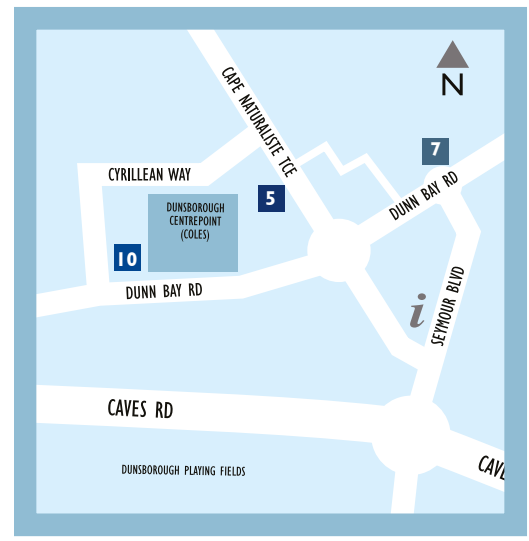 N
CAPE NATURALISTE TCE
7
CYRILLEAN WAY
5
DUNN BAY RD
DUNSBOROUGH
CENTREPOINT
(COLES)
10
DUNN BAY RD
i
SEYMOUR BLVD
CAVES RD
CAVE
DUNSBOROUGH PLAYING FIELDS